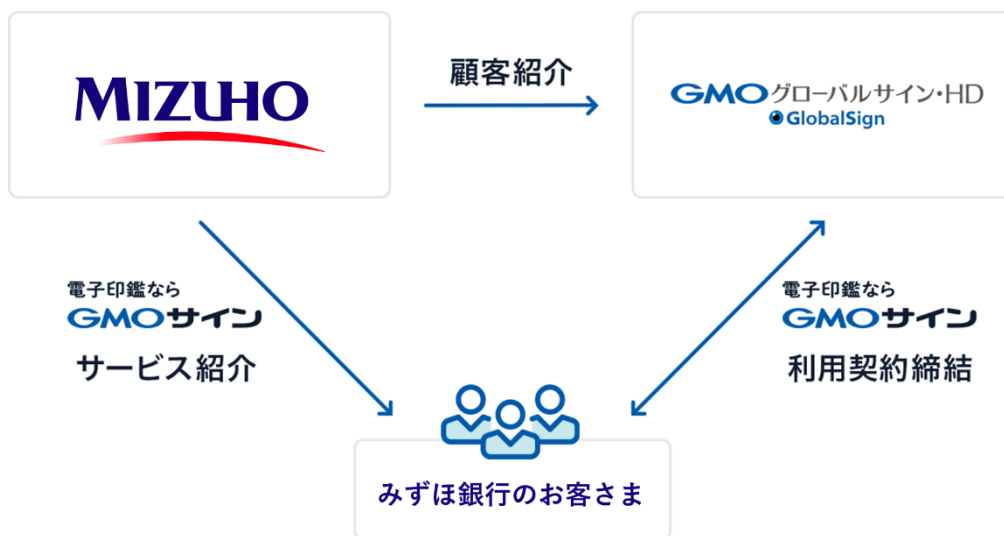 MIZUHO
顧客紹介
GMOグローバルサイン・HD
GlobalSign
電子印鑑なら
GMOサイン
サービス紹介
電子印鑑なら
GMOサイン
利用契約締結
みずほ銀行のお客さま